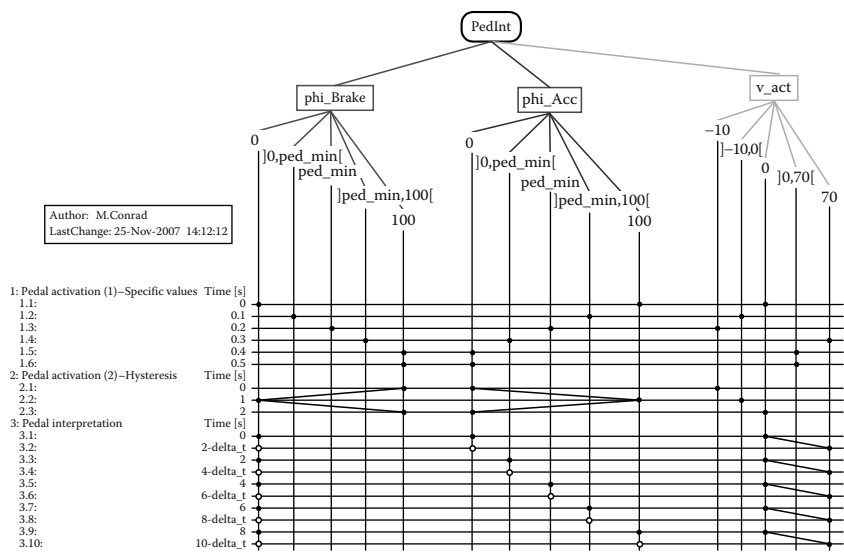 PedInt
phi_Brake
phi_Acc
v_act
0
]0,ped_min[
ped_min
]ped_min,100[
100
0
]0,ped_min[
ped_min
]ped_min,100[
100
−10
]−10,0[
0
]0,70[
70
Author: M.Conrad
LastChange: 25-Nov-2007 14:12:12
1: Pedal activation (1)−Specific values Time [s]
1.1: 0
1.2: 0.1
1.3: 0.2
1.4: 0.3
1.5: 0.4
1.6: 0.5
2: Pedal activation (2)−Hysteresis Time [s]
2.1: 0
2.2: 1
2.3: 2
3: Pedal interpretation Time [s]
3.1: 0
3.2: 2-delta_t
3.3: 2
3.4: 4-delta_t
3.5: 4
3.6: 6-delta_t
3.7: 6
3.8: 8-delta_t
3.9: 8
3.10: 10-delta_t